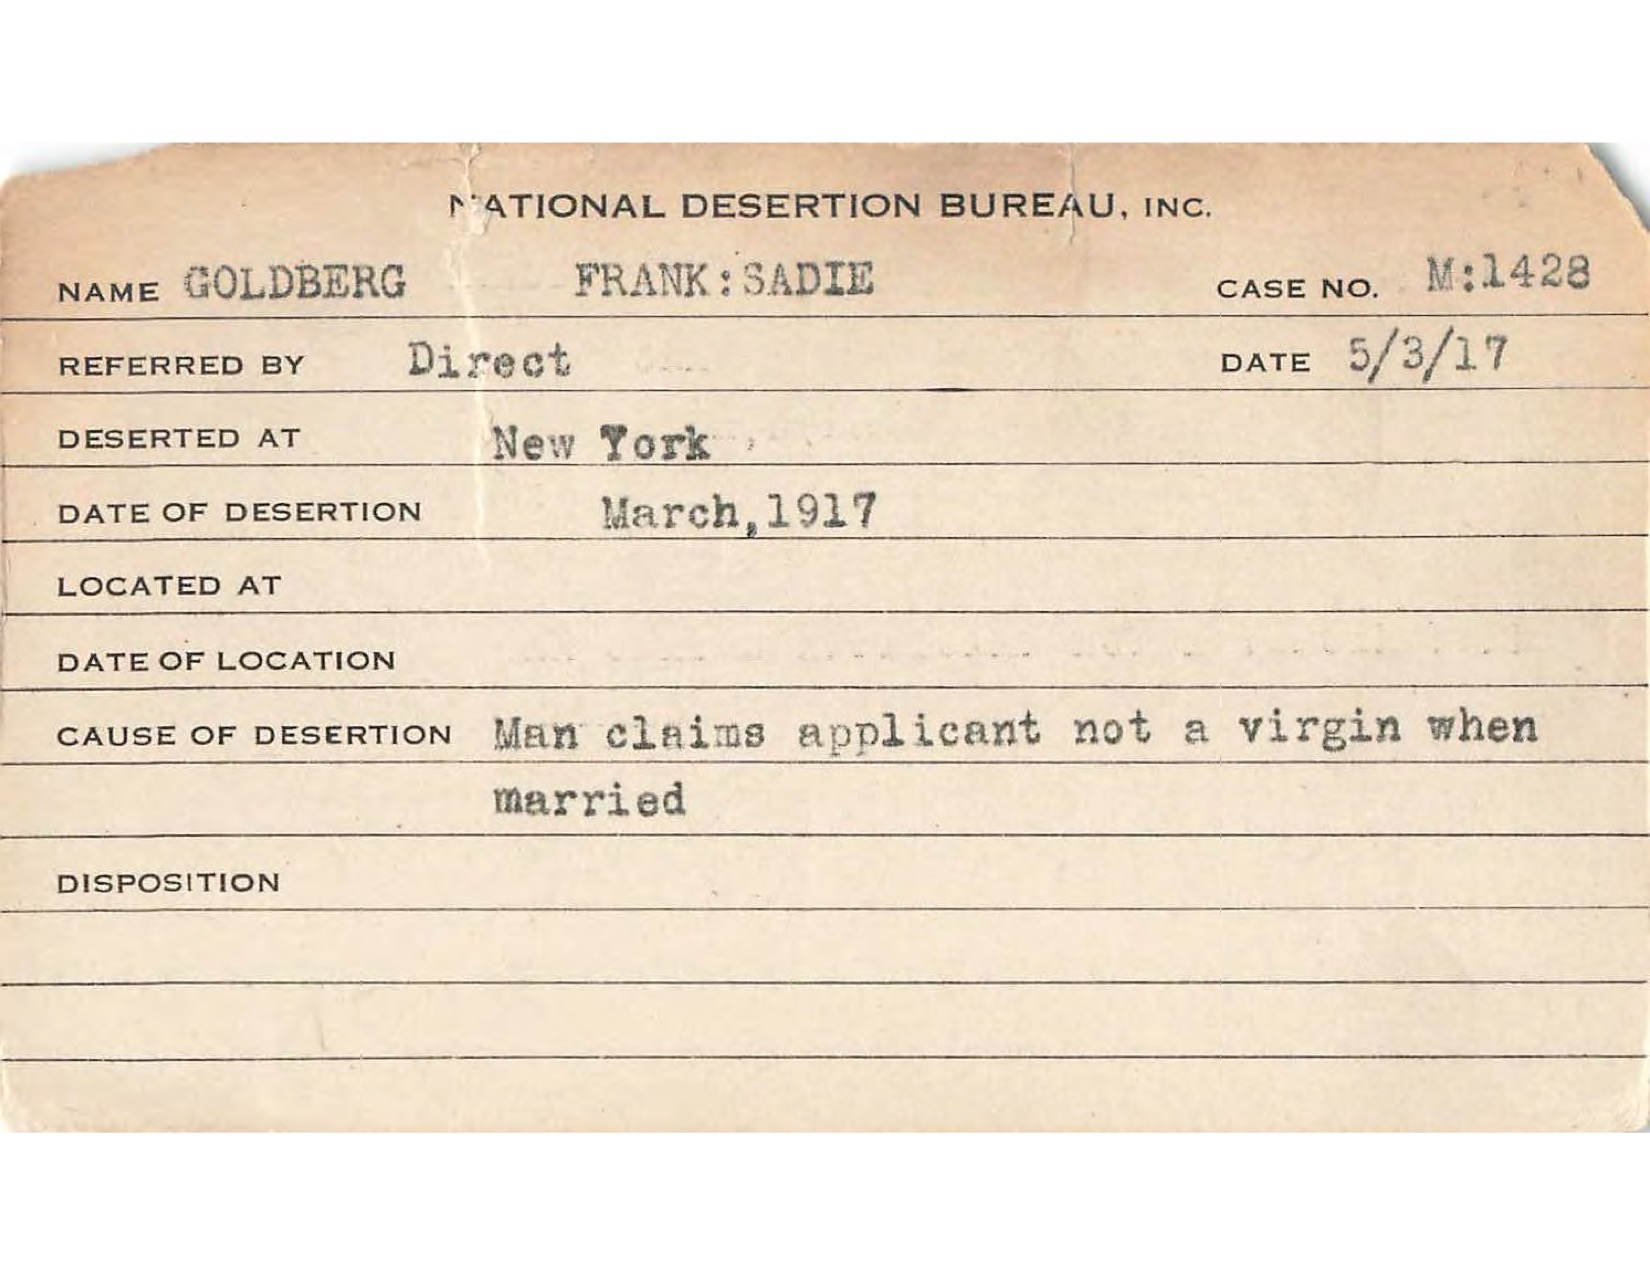 NATIONAL DESERTION BUREAU, INC.
NAME GOLDBERG FRANK:SADIE CASE NO. M:1428
REFERRED BY Direct DATE 5/3/17
DESERTED AT New York
DATE OF DESERTION March,1917
LOCATED AT
DATE OF LOCATION
CAUSE OF DESERTION Man claims applicant not a virgin when
married
DISPOSITION